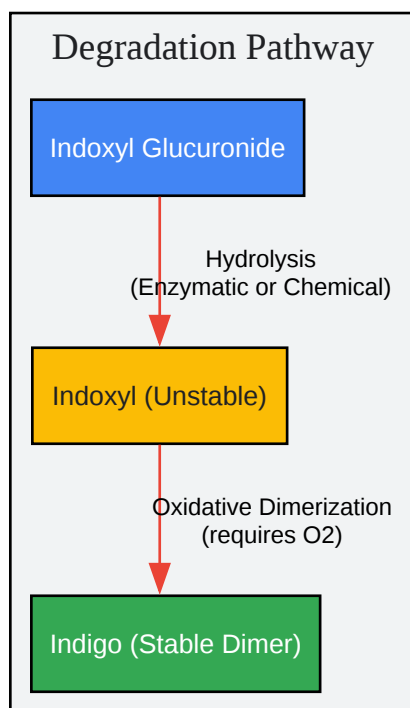 Degradation Pathway
Indoxyl Glucuronide
Hydrolysis
(Enzymatic or Chemical)
Indoxyl (Unstable)
Oxidative Dimerization
(requires O2)
Indigo (Stable Dimer)